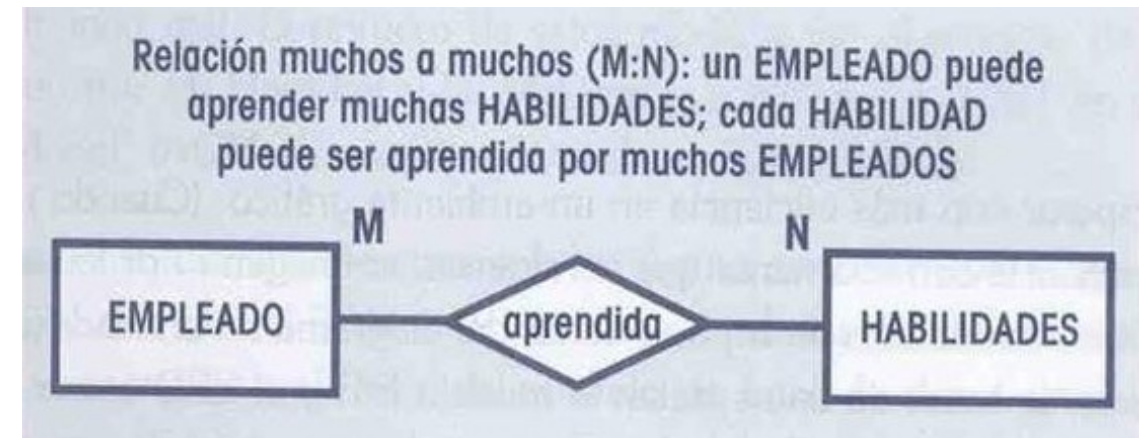 Relación muchos a muchos (M:N): un EMPLEADO puede
aprender muchas HABILIDADES; cada HABILIDAD
puede ser aprendida por muchos EMPLEADOS
M
N
EMPLEADO
aprendida
HABILIDADES